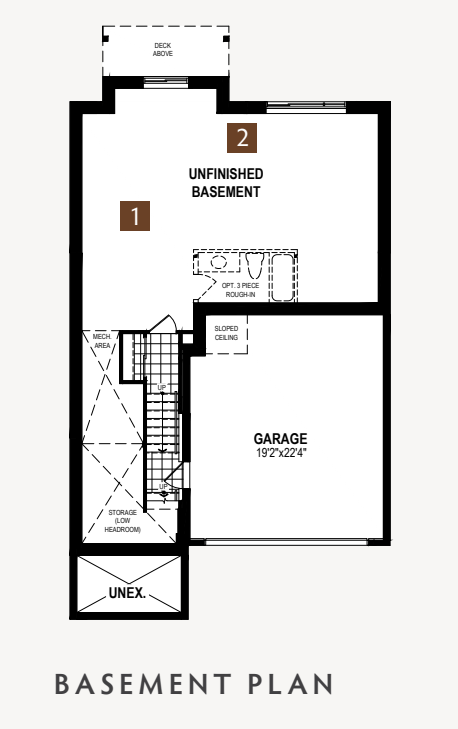 DECK
ABOVE
2
UNFINISHED
BASEMENT
1
OPT. 3 PIECE
ROUGH-IN
SLOPED
CEILING
MECH.
AREA
UP
GARAGE
19'2"x22'4"
UP
STORAGE
(LOW
HEADROOM)
UNEX.
BASEMENT PLAN